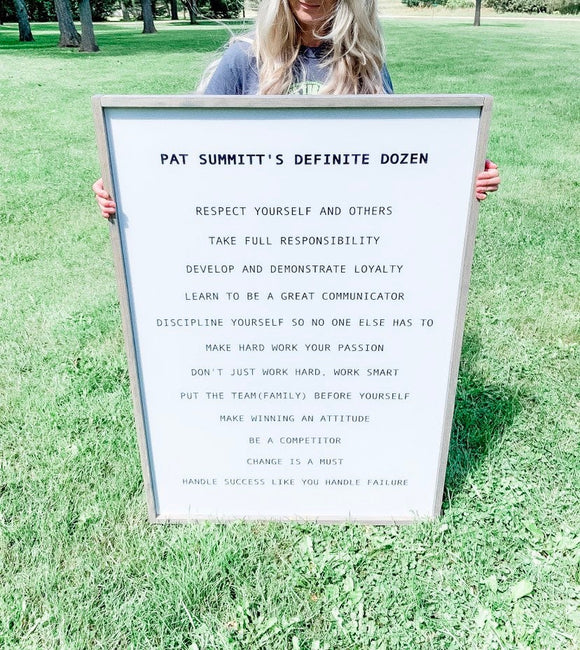 PAT SUMMITT'S DEFINITE DOZEN
RESPECT YOURSELF AND OTHERS
TAKE FULL RESPONSIBILITY
DEVELOP AND DEMONSTRATE LOYALTY
LEARN TO BE A GREAT COMMUNICATOR
DISCIPLINE YOURSELF SO NO ONE ELSE HAS TO
MAKE HARD WORK YOUR PASSION
DON'T JUST WORK HARD, WORK SMART
PUT THE TEAM(FAMILY) BEFORE YOURSELF
MAKE WINNING AN ATTITUDE
BE A COMPETITOR
CHANGE IS A MUST
HANDLE SUCCESS LIKE YOU HANDLE FAILURE